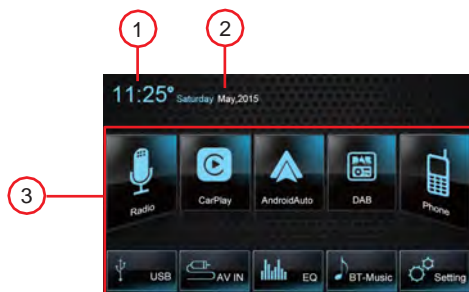 1 2
11:25° Saturday May,2015
3
DAB
Radio CarPlay AndroidAuto DAB Phone
USB AV IN EQ BT-Music Setting